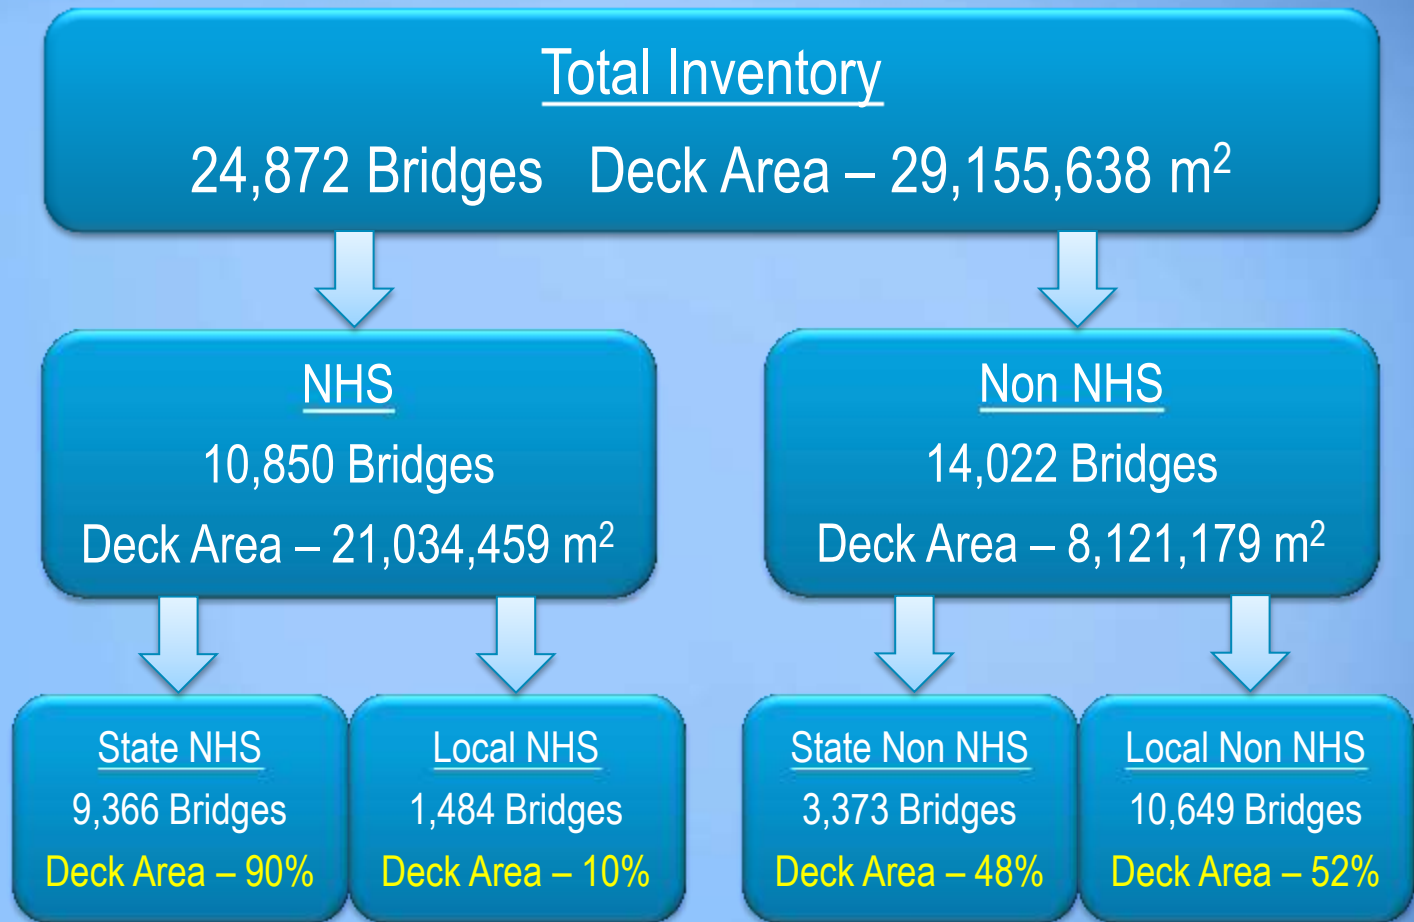 Total Inventory
24,872 Bridges Deck Area – 29,155,638 m²
NHS
10,850 Bridges
Deck Area – 21,034,459 m²
Non NHS
14,022 Bridges
Deck Area – 8,121,179 m²
State NHS
9,366 Bridges
Deck Area – 90%
Local NHS
1,484 Bridges
Deck Area – 10%
State Non NHS
3,373 Bridges
Deck Area – 48%
Local Non NHS
10,649 Bridges
Deck Area – 52%